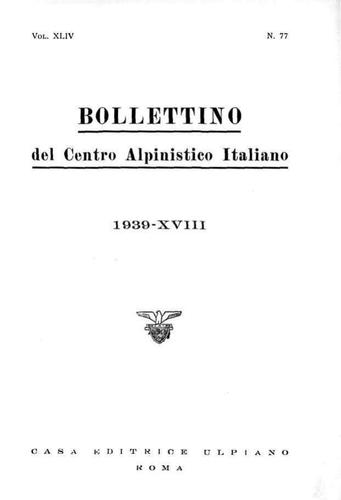 VOL. XLIV N. 77
BOLLETTINO
del Centro Alpinistico Italiano
1939-XVIII
CASA EDITRICE ULPIANO
ROMA